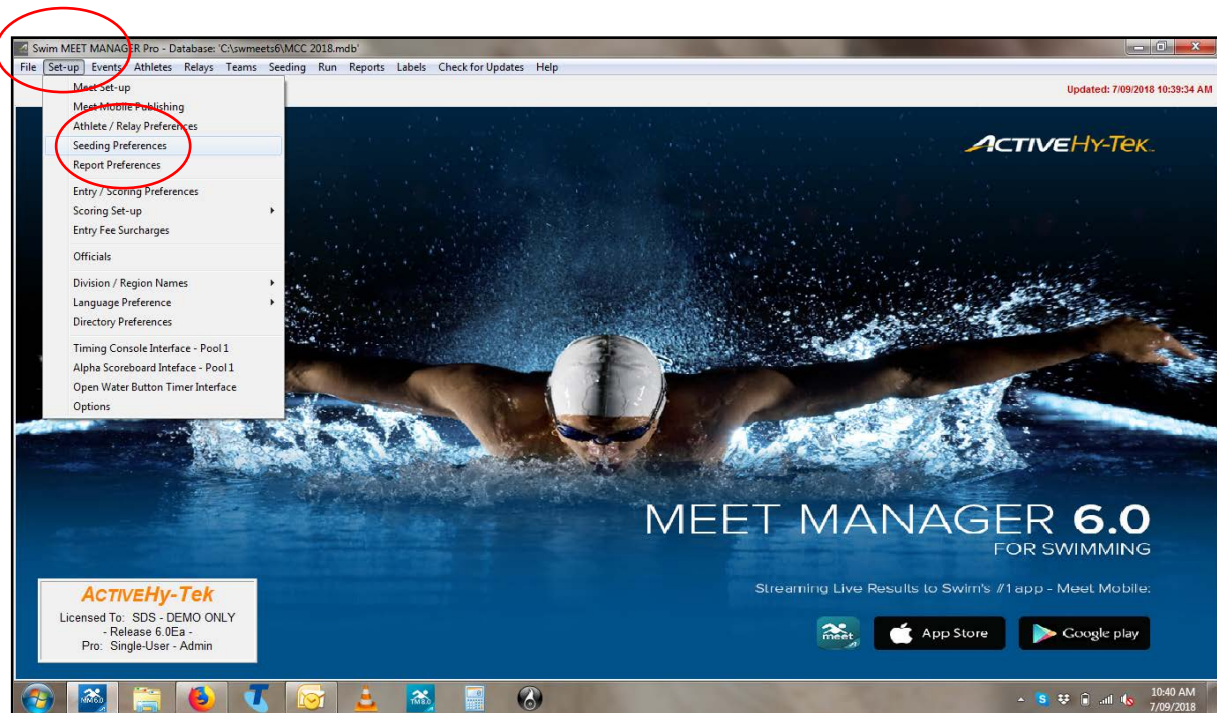 Swim MEET MANAGER Pro - Database: 'C:\swmeets6\MCC 2018.mdb'
File Set-up Events Athletes Relays Teams Seeding Run Reports Labels Check for Updates Help
Updated: 7/09/2018 10:39:34 AM
Meet Set-up
Meet Mobile Publishing
Athlete / Relay Preferences
Seeding Preferences
Report Preferences
Entry / Scoring Preferences
Scoring Set-up
Entry Fee Surcharges
Officials
Division / Region Names
Language Preference
Directory Preferences
Timing Console Interface - Pool 1
Alpha Scoreboard Inteface - Pool 1
Open Water Button Timer Interface
Options
ACTIVEHy-Tek
MEET MANAGER 6.0
FOR SWIMMING
Streaming Live Results to Swim's #1 app - Meet Mobile:
meet App Store Google play
ACTIVEHy-Tek
Licensed To: SDS - DEMO ONLY
- Release 6.0Ea -
Pro: Single-User - Admin
MM6.0 TM8.0
10:40 AM
7/09/2018